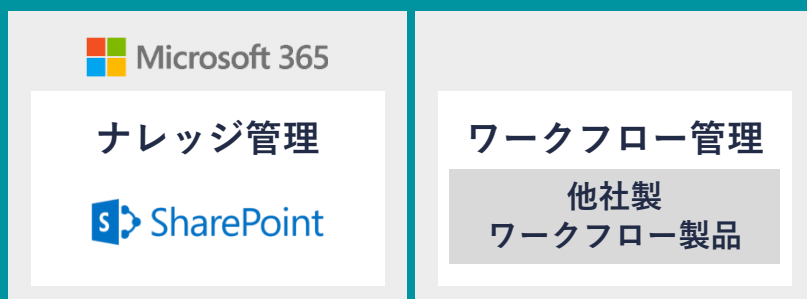 Microsoft 365
ナレッジ管理
S SharePoint
ワークフロー管理
他社製
ワークフロー製品